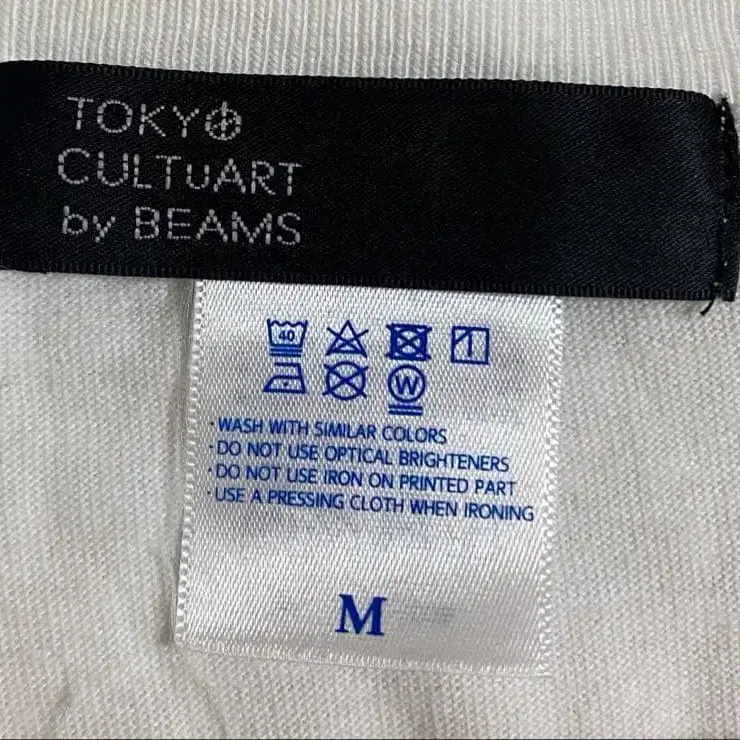 TOKYO
CULTUART
by BEAMS
40
W
·WASH WITH SIMILAR COLORS
·DO NOT USE OPTICAL BRIGHTENERS
·DO NOT USE IRON ON PRINTED PART
·USE A PRESSING CLOTH WHEN IRONING
M